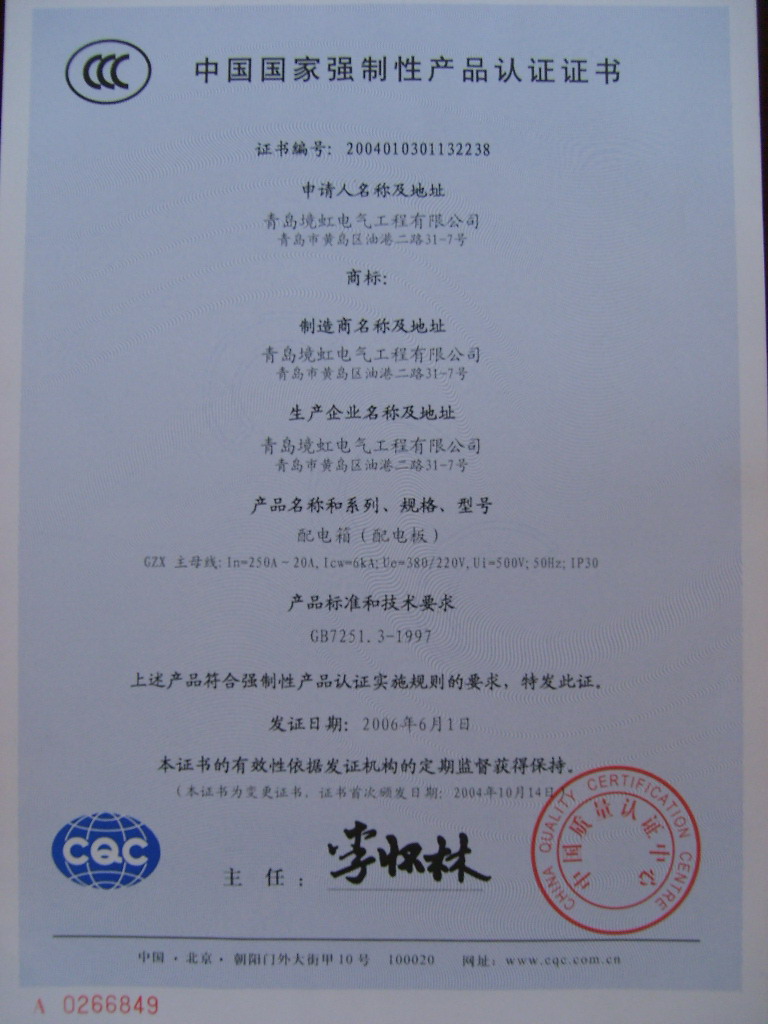 CCC
中国国家强制性产品认证证书
证书编号：2004010301132238
申请人名称及地址
青岛境虹电气工程有限公司
青岛市黄岛区油港二路31-7号
商标：
制造商名称及地址
青岛境虹电气工程有限公司
青岛市黄岛区油港二路31-7号
生产企业名称及地址
青岛境虹电气工程有限公司
青岛市黄岛区油港二路31-7号
产品名称和系列、规格、型号
配电箱（配电板）
GZX 主母线:In=250A～20A,Icw=6kA;Ue=380/220V,Ui=500V;50Hz;IP30
产品标准和技术要求
GB7251.3-1997
上述产品符合强制性产品认证实施规则的要求，特发此证。
发证日期：2006年6月1日
本证书的有效性依据发证机构的定期监督获得保持。
（本证书为变更证书，证书首次颁发日期：2004年10月14日）
CQC
主 任：李怀林
CHINA QUALITY CERTIFICATION CENTRE
中国质量认证中心
中国·北京·朝阳门外大街甲10号 100020 网址：www.cqc.com.cn
A 0266849